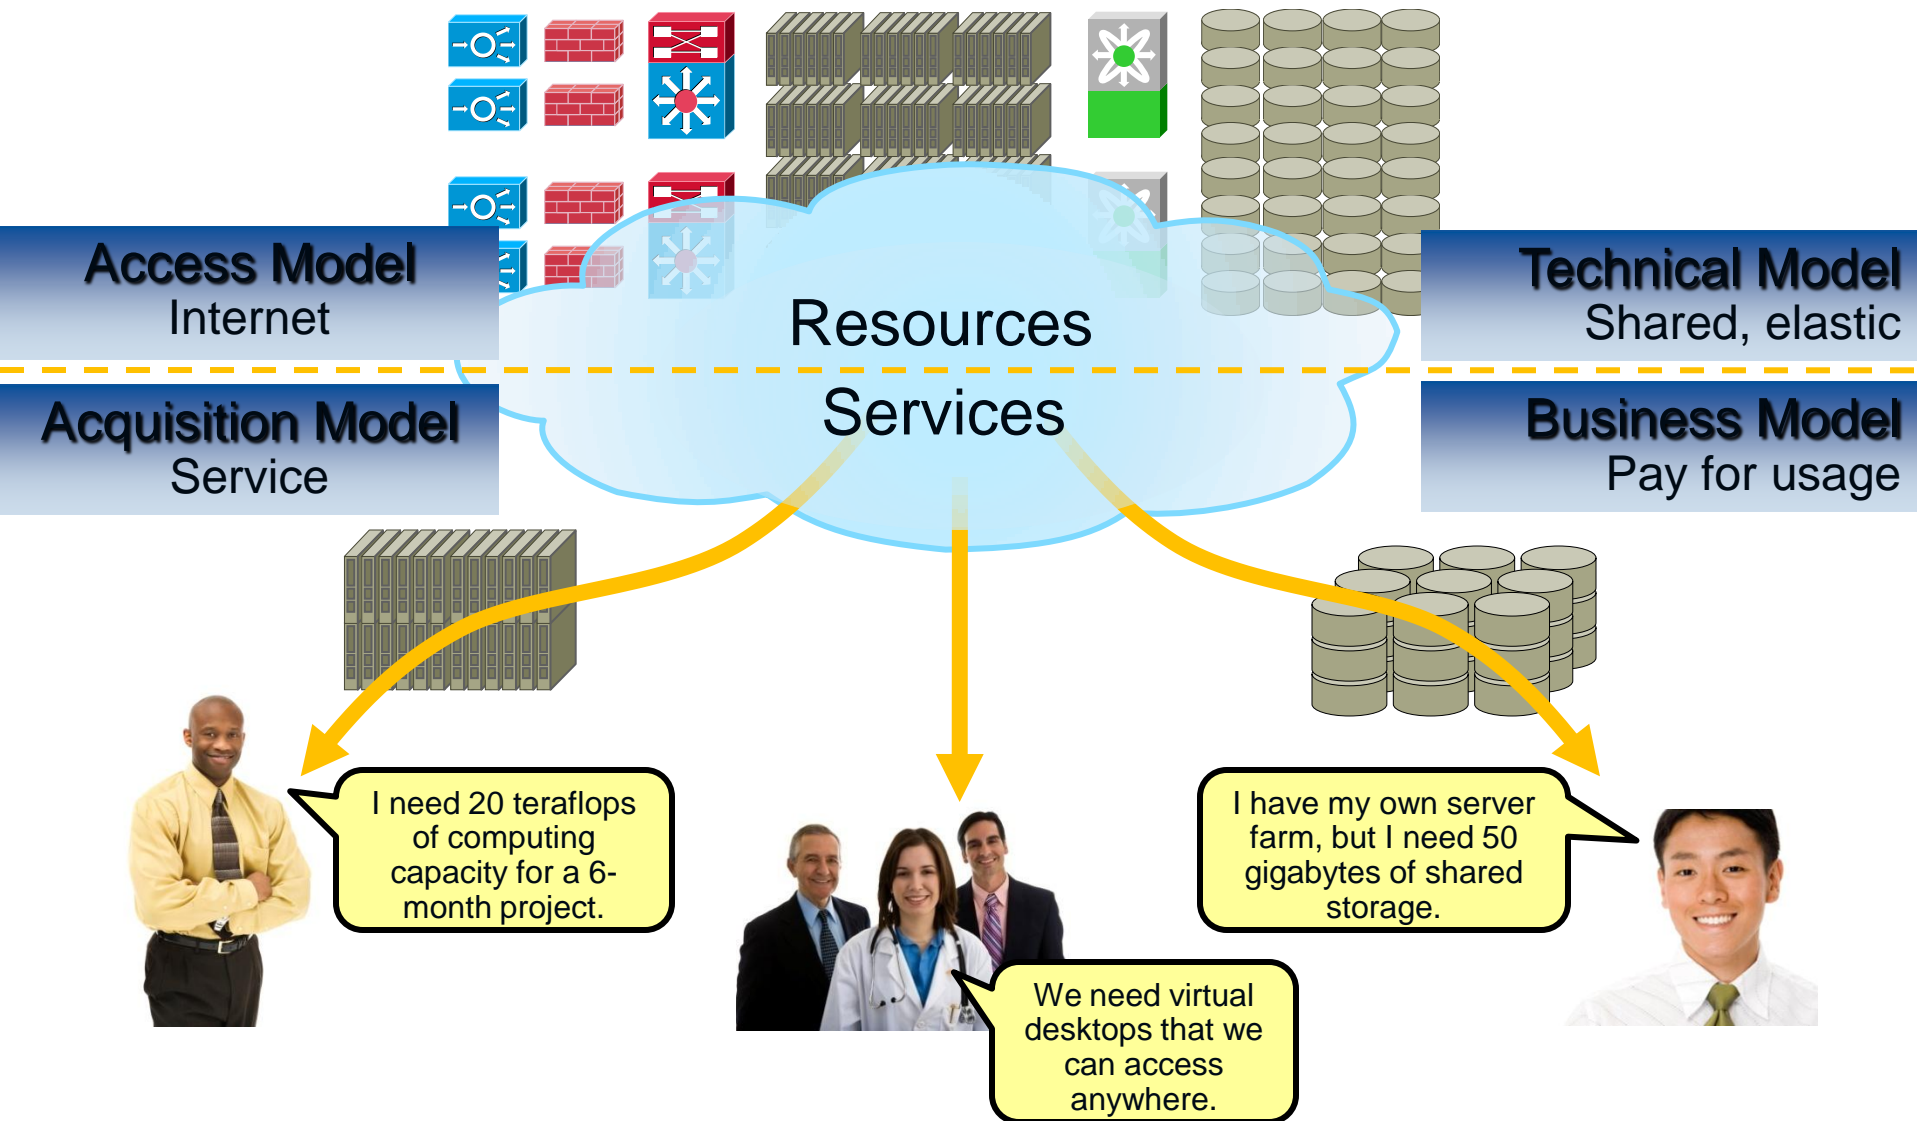 Access Model
Internet
Resources
Technical Model
Shared, elastic
Acquisition Model
Service
Services
Business Model
Pay for usage
I need 20 teraflops
of computing
capacity for a 6-
month project.
I have my own server
farm, but I need 50
gigabytes of shared
storage.
We need virtual
desktops that we
can access
anywhere.